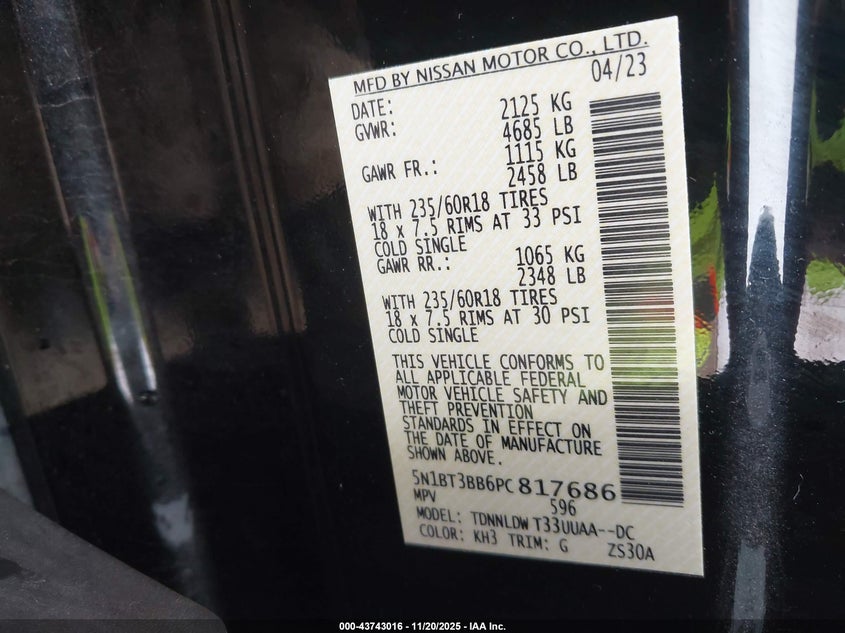 MFD BY NISSAN MOTOR CO., LTD.
DATE: 04/23
GVWR: 2125 KG
4685 LB
GAWR FR.: 1115 KG
2458 LB
WITH 235/60R18 TIRES
18 x 7.5 RIMS AT 33 PSI
COLD SINGLE
GAWR RR.: 1065 KG
2348 LB
WITH 235/60R18 TIRES
18 x 7.5 RIMS AT 30 PSI
COLD SINGLE
THIS VEHICLE CONFORMS TO
ALL APPLICABLE FEDERAL
MOTOR VEHICLE SAFETY AND
THEFT PREVENTION
STANDARDS IN EFFECT ON
THE DATE OF MANUFACTURE
SHOWN ABOVE.
5N1BT3BB6PC817686
MPV 596
MODEL: TDNNLDW T33UUAA--DC
COLOR: KH3 TRIM: G ZS30A
000-43743016 - 11/20/2025 - IAA Inc.